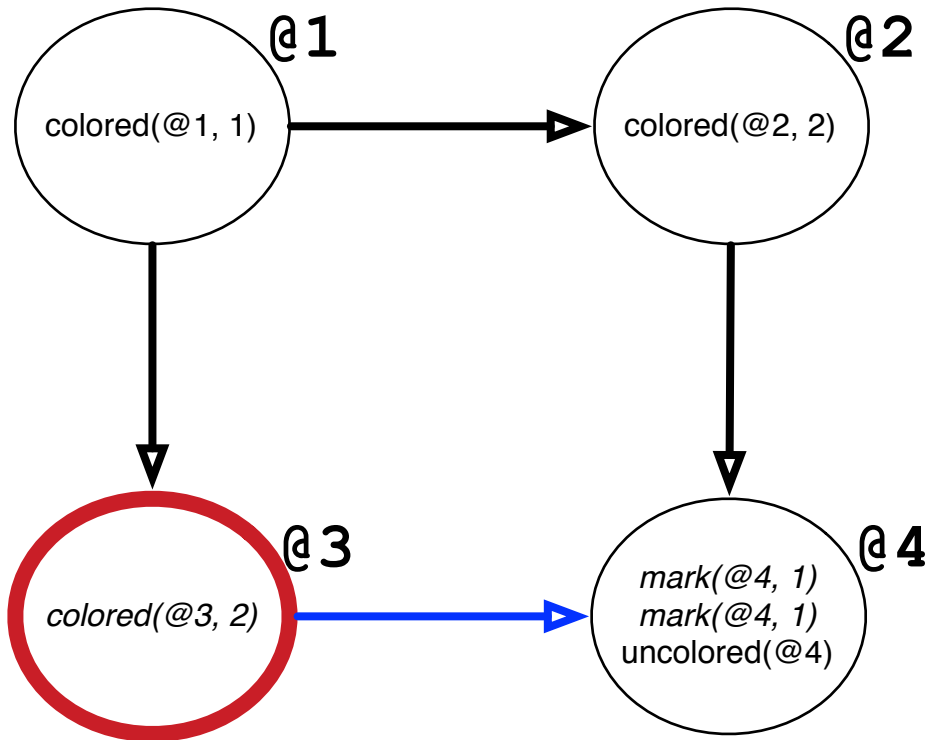 @1
@2
colored(@1, 1)
colored(@2, 2)
@3
@4
colored(@3, 2)
mark(@4, 1)
mark(@4, 1)
uncolored(@4)